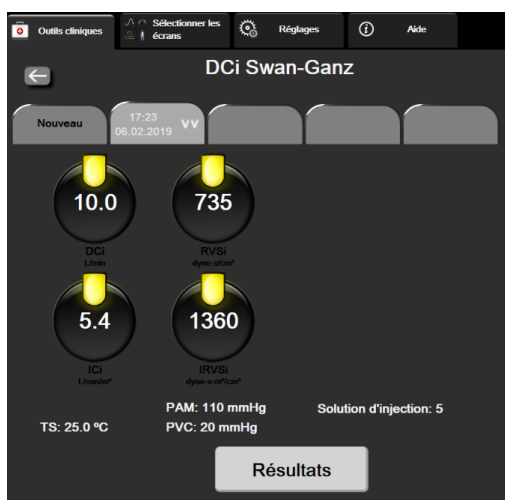 Outils cliniques
Sélectionner les
écrans
Réglages
Aide
DCi Swan-Ganz
Nouveau
17:23
06.02.2019
10.0
735
DCi
L/min
RVSi
dyne-s/cm⁵
5.4
1360
ICi
L/min/m²
IRVSi
dyne-s-m²/cm⁵
PAM: 110 mmHg
Solution d'injection: 5
TS: 25.0 ºC
PVC: 20 mmHg
Résultats